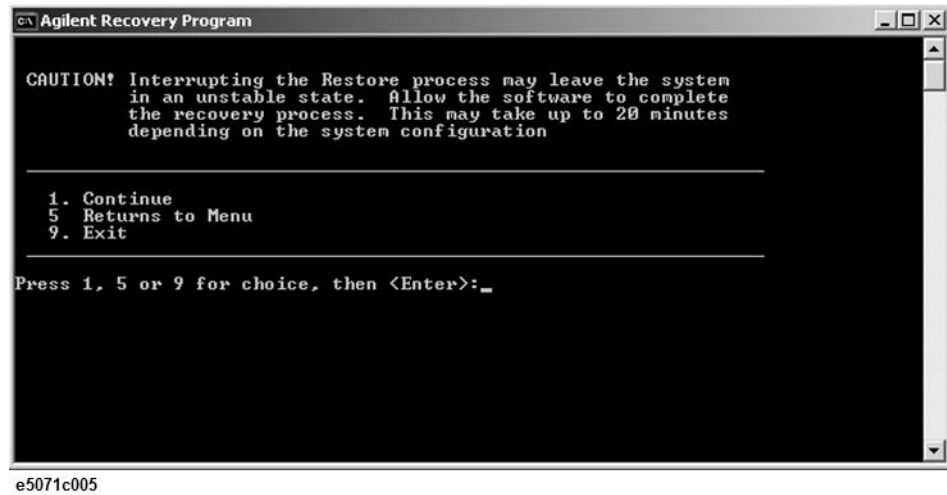 Agilent Recovery Program
CAUTION! Interrupting the Restore process may leave the system
in an unstable state. Allow the software to complete
the recovery process. This may take up to 20 minutes
depending on the system configuration
1. Continue
5 Returns to Menu
9. Exit
Press 1, 5 or 9 for choice, then <Enter>:_
e5071c005